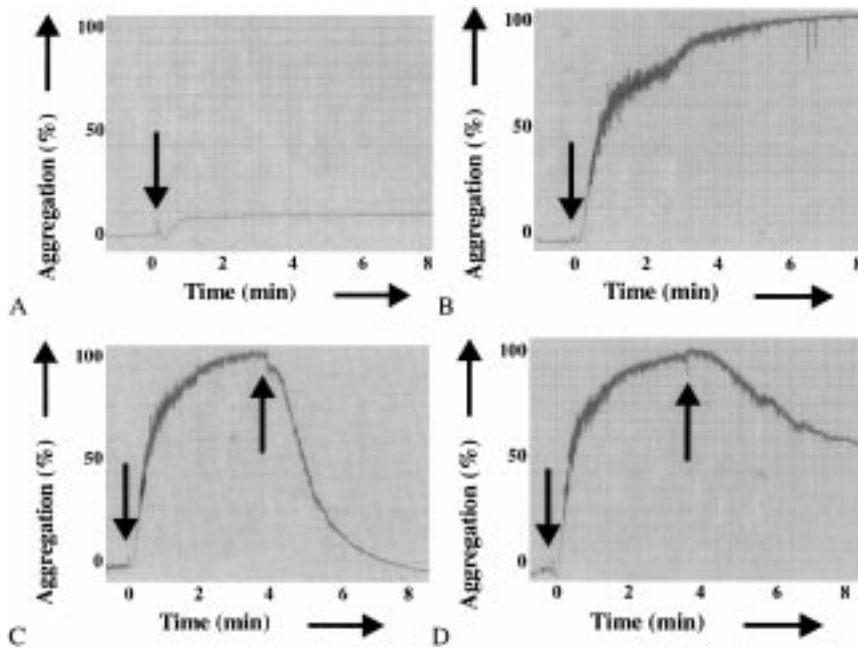 Aggregation (%)
100
50
0
0 2 4 6 8
Time (min)
A
Aggregation (%)
100
50
0
0 2 4 6 8
Time (min)
B
Aggregation (%)
100
50
0
0 2 4 6 8
Time (min)
C
Aggregation (%)
100
50
0
0 2 4 6 8
Time (min)
D